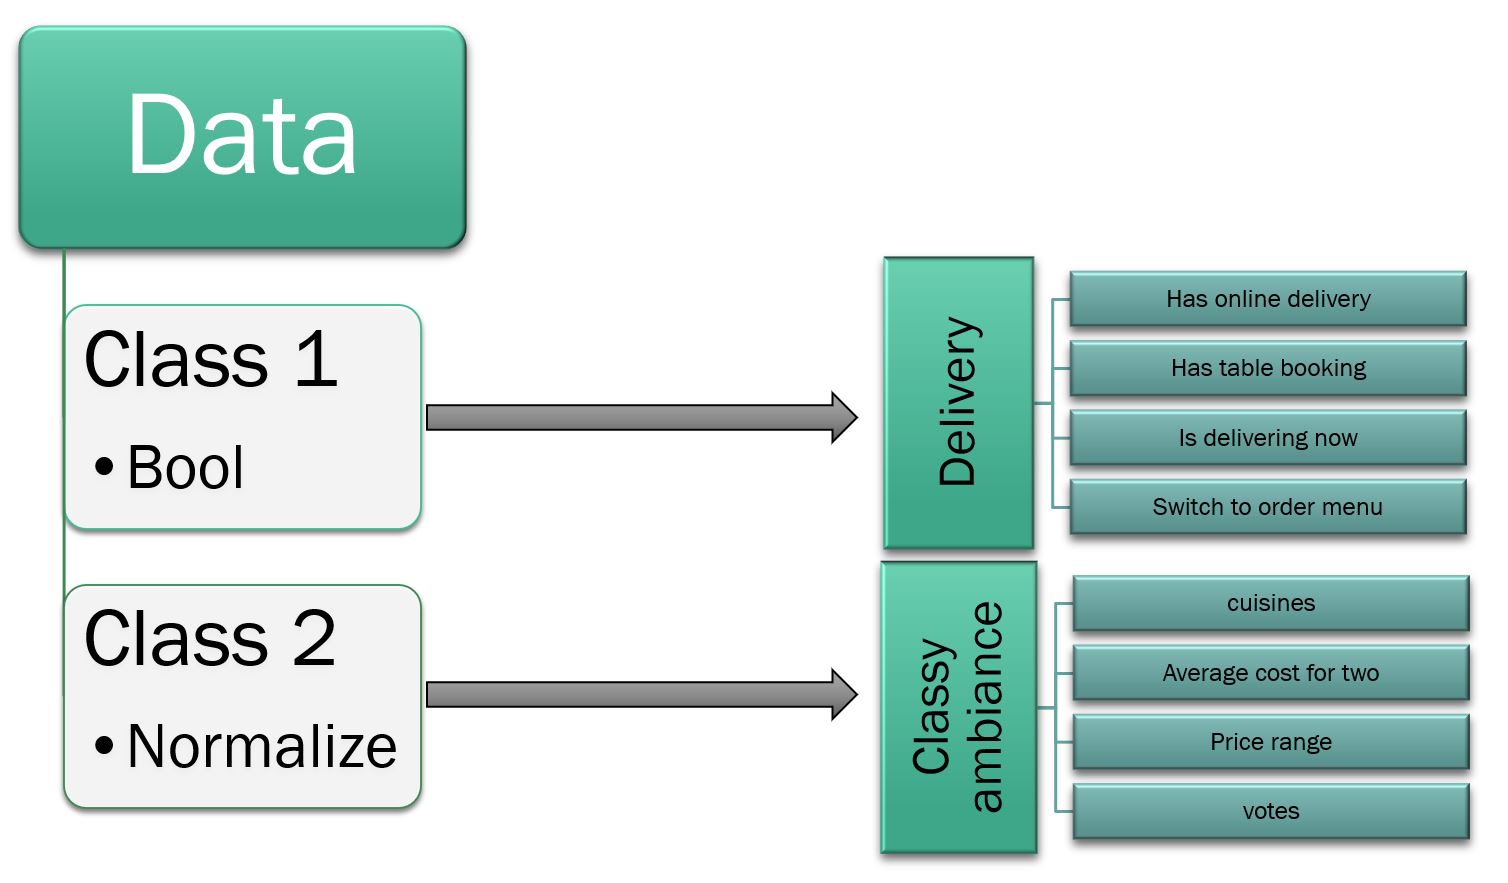 Data
Class 1
• Bool
Class 2
• Normalize
Delivery
Has online delivery
Has table booking
Is delivering now
Switch to order menu
Classy
ambiance
cuisines
Average cost for two
Price range
votes